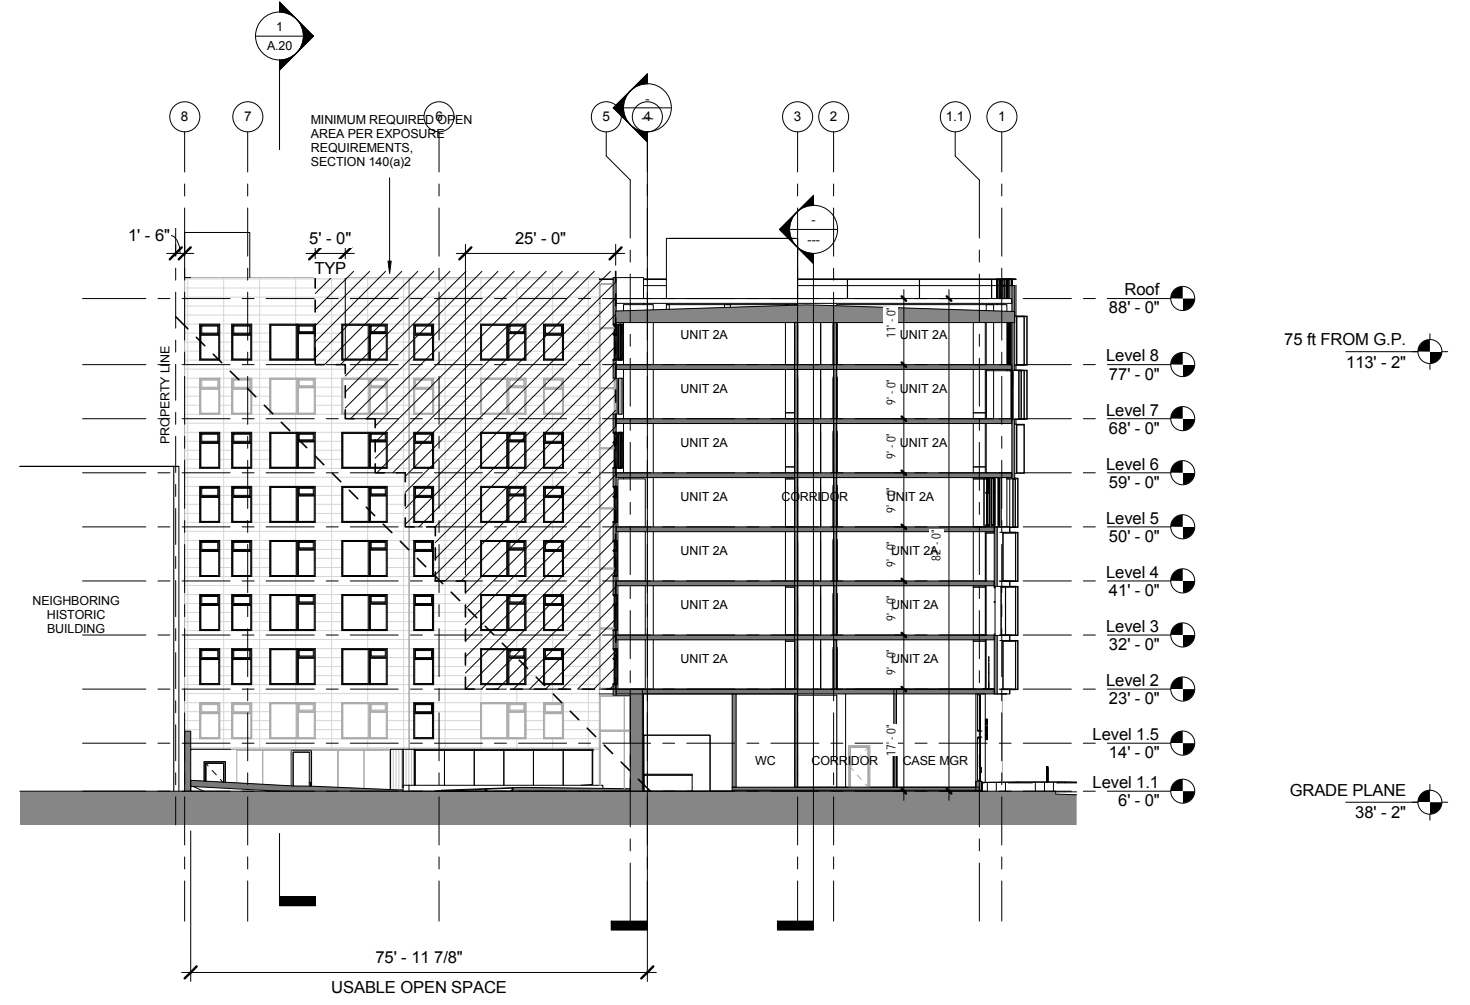 1
A.20
8
7
6
5
4
3
2
1.1
1
-
-
---
MINIMUM REQUIRED OPEN
AREA PER EXPOSURE
REQUIREMENTS,
SECTION 140(a)2
1' - 6"
5' - 0"
TYP
25' - 0"
PROPERTY LINE
NEIGHBORING
HISTORIC
BUILDING
UNIT 2A
UNIT 2A
UNIT 2A
UNIT 2A
UNIT 2A
UNIT 2A
UNIT 2A
CORRIDOR
UNIT 2A
UNIT 2A
UNIT 2A
UNIT 2A
UNIT 2A
UNIT 2A
UNIT 2A
WC
CORRIDOR
CASE MGR
11' - 0"
9' - 0"
9' - 0"
9' - 0"
9' - 0"
9' - 0"
9' - 0"
17' - 0"
82' - 0"
Roof
88' - 0"
Level 8
77' - 0"
Level 7
68' - 0"
Level 6
59' - 0"
Level 5
50' - 0"
Level 4
41' - 0"
Level 3
32' - 0"
Level 2
23' - 0"
Level 1.5
14' - 0"
Level 1.1
6' - 0"
75 ft FROM G.P.
113' - 2"
GRADE PLANE
38' - 2"
75' - 11 7/8"
USABLE OPEN SPACE